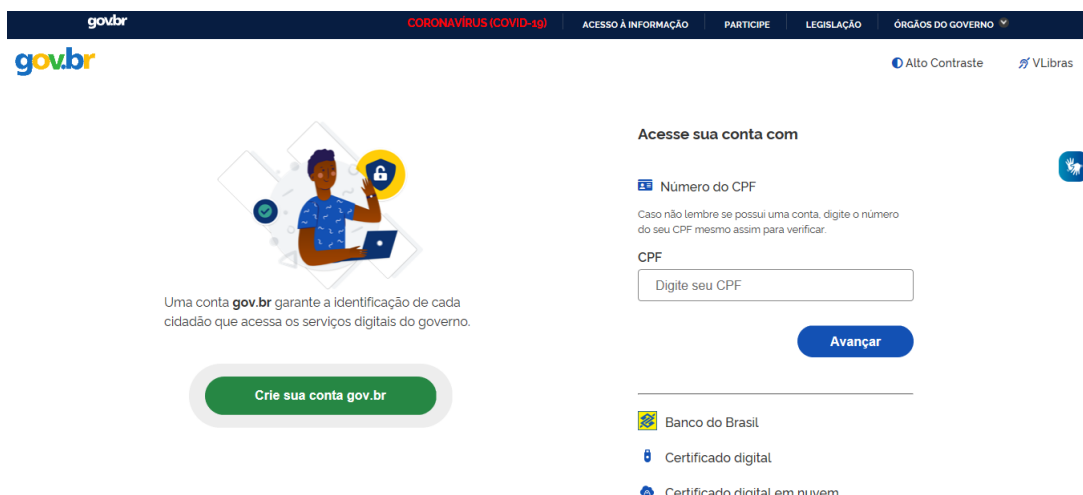 gov.br
CORONAVÍRUS (COVID-19)
ACESSO À INFORMAÇÃO
PARTICIPE
LEGISLAÇÃO
ÓRGÃOS DO GOVERNO
gov.br
Alto Contraste
VLibras
Uma conta gov.br garante a identificação de cada
cidadão que acessa os serviços digitais do governo.
Crie sua conta gov.br
Acesse sua conta com
Número do CPF
Caso não lembre se possui uma conta, digite o número
do seu CPF mesmo assim para verificar.
CPF
Digite seu CPF
Avançar
Banco do Brasil
Certificado digital
Certificado digital em nuvem